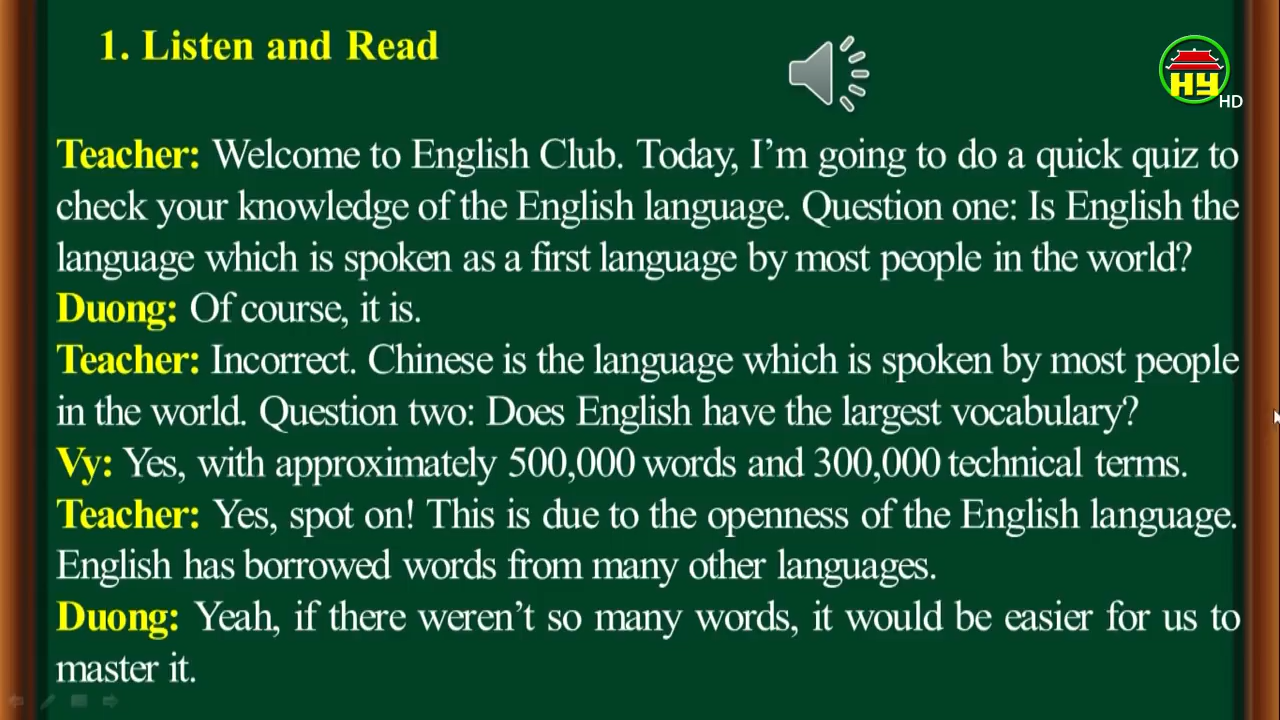 1. Listen and Read
HY
HD
Teacher: Welcome to English Club. Today, I’m going to do a quick quiz to
check your knowledge of the English language. Question one: Is English the
language which is spoken as a first language by most people in the world?
Duong: Of course, it is.
Teacher: Incorrect. Chinese is the language which is spoken by most people
in the world. Question two: Does English have the largest vocabulary?
Vy: Yes, with approximately 500,000 words and 300,000 technical terms.
Teacher: Yes, spot on! This is due to the openness of the English language.
English has borrowed words from many other languages.
Duong: Yeah, if there weren’t so many words, it would be easier for us to
master it.